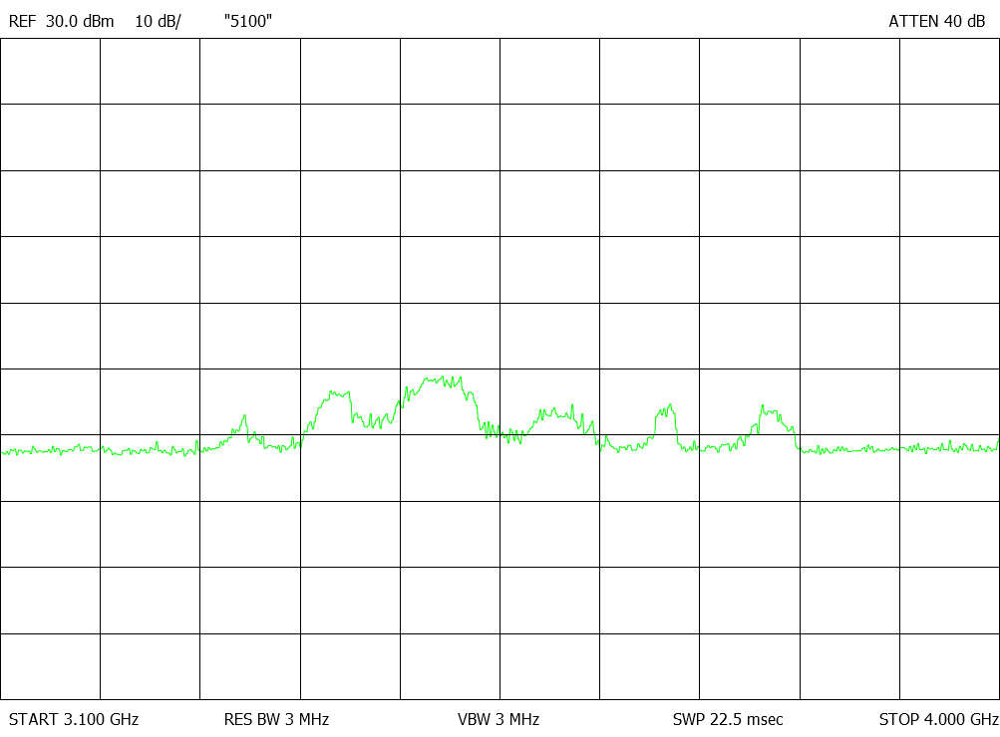 REF 30.0 dBm 10 dB/ "5100" ATTEN 40 dB
START 3.100 GHz RES BW 3 MHz VBW 3 MHz SWP 22.5 msec STOP 4.000 GHz